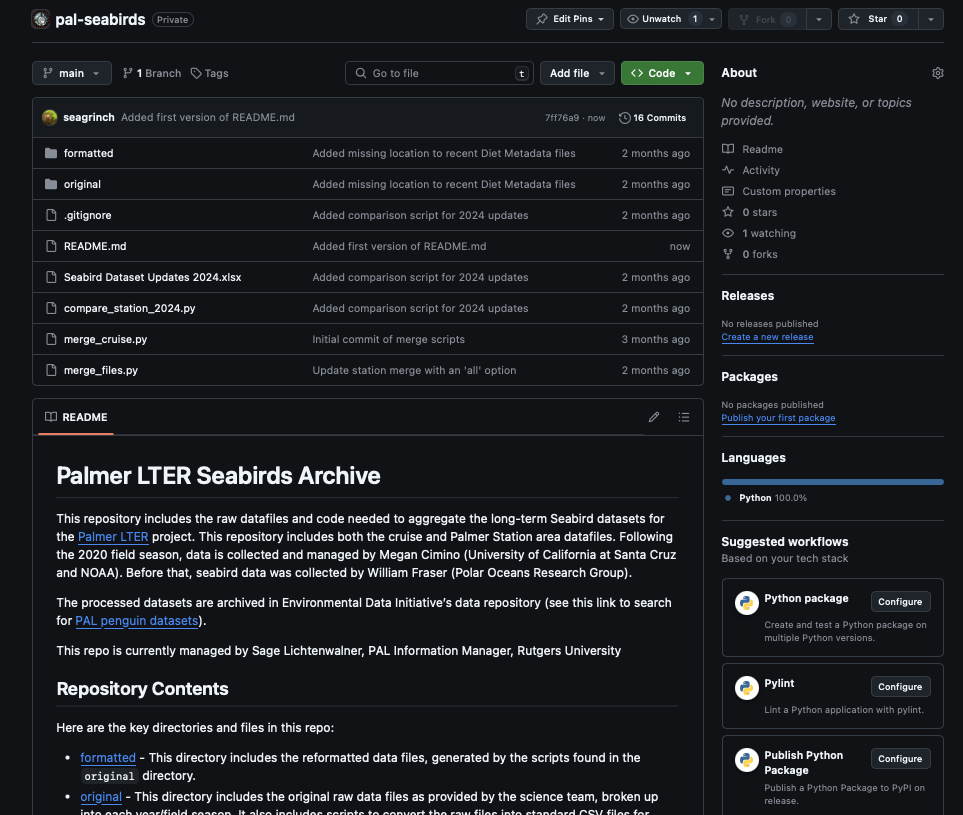 pal-seabirds Private
Edit Pins Unwatch 1 Fork 0 Star 0
main 1 Branch Tags Go to file t Add file Code
seagrinch Added first version of README.md 7ff76a9 · now 16 Commits
formatted Added missing location to recent Diet Metadata files 2 months ago
original Added missing location to recent Diet Metadata files 2 months ago
.gitignore Added comparison script for 2024 updates 2 months ago
README.md Added first version of README.md now
Seabird Dataset Updates 2024.xlsx Added comparison script for 2024 updates 2 months ago
compare_station_2024.py Added comparison script for 2024 updates 2 months ago
merge_cruise.py Initial commit of merge scripts 3 months ago
merge_files.py Update station merge with an 'all' option 2 months ago
README
Palmer LTER Seabirds Archive
This repository includes the raw datafiles and code needed to aggregate the long-term Seabird datasets for
the Palmer LTER project. This repository includes both the cruise and Palmer Station area datafiles. Following
the 2020 field season, data is collected and managed by Megan Cimino (University of California at Santa Cruz
and NOAA). Before that, seabird data was collected by William Fraser (Polar Oceans Research Group).
The processed datasets are archived in Environmental Data Initiative's data repository (see this link to search
for PAL penguin datasets).
This repo is currently managed by Sage Lichtenwalner, PAL Information Manager, Rutgers University
Repository Contents
Here are the key directories and files in this repo:
• formatted - This directory includes the reformatted data files, generated by the scripts found in the
original directory.
• original - This directory includes the original raw data files as provided by the science team, broken up
into each year/field season. It also includes scripts to convert the raw files into standard CSV files for
About
No description, website, or topics
provided.
Readme
Activity
Custom properties
0 stars
1 watching
0 forks
Releases
No releases published
Create a new release
Packages
No packages published
Publish your first package
Languages
Python 100.0%
Suggested workflows
Based on your tech stack
Python package Configure
Create and test a Python package on
multiple Python versions.
Pylint Configure
Lint a Python application with pylint.
Publish Python
Package Configure
Publish a Python Package to PyPI on
release.